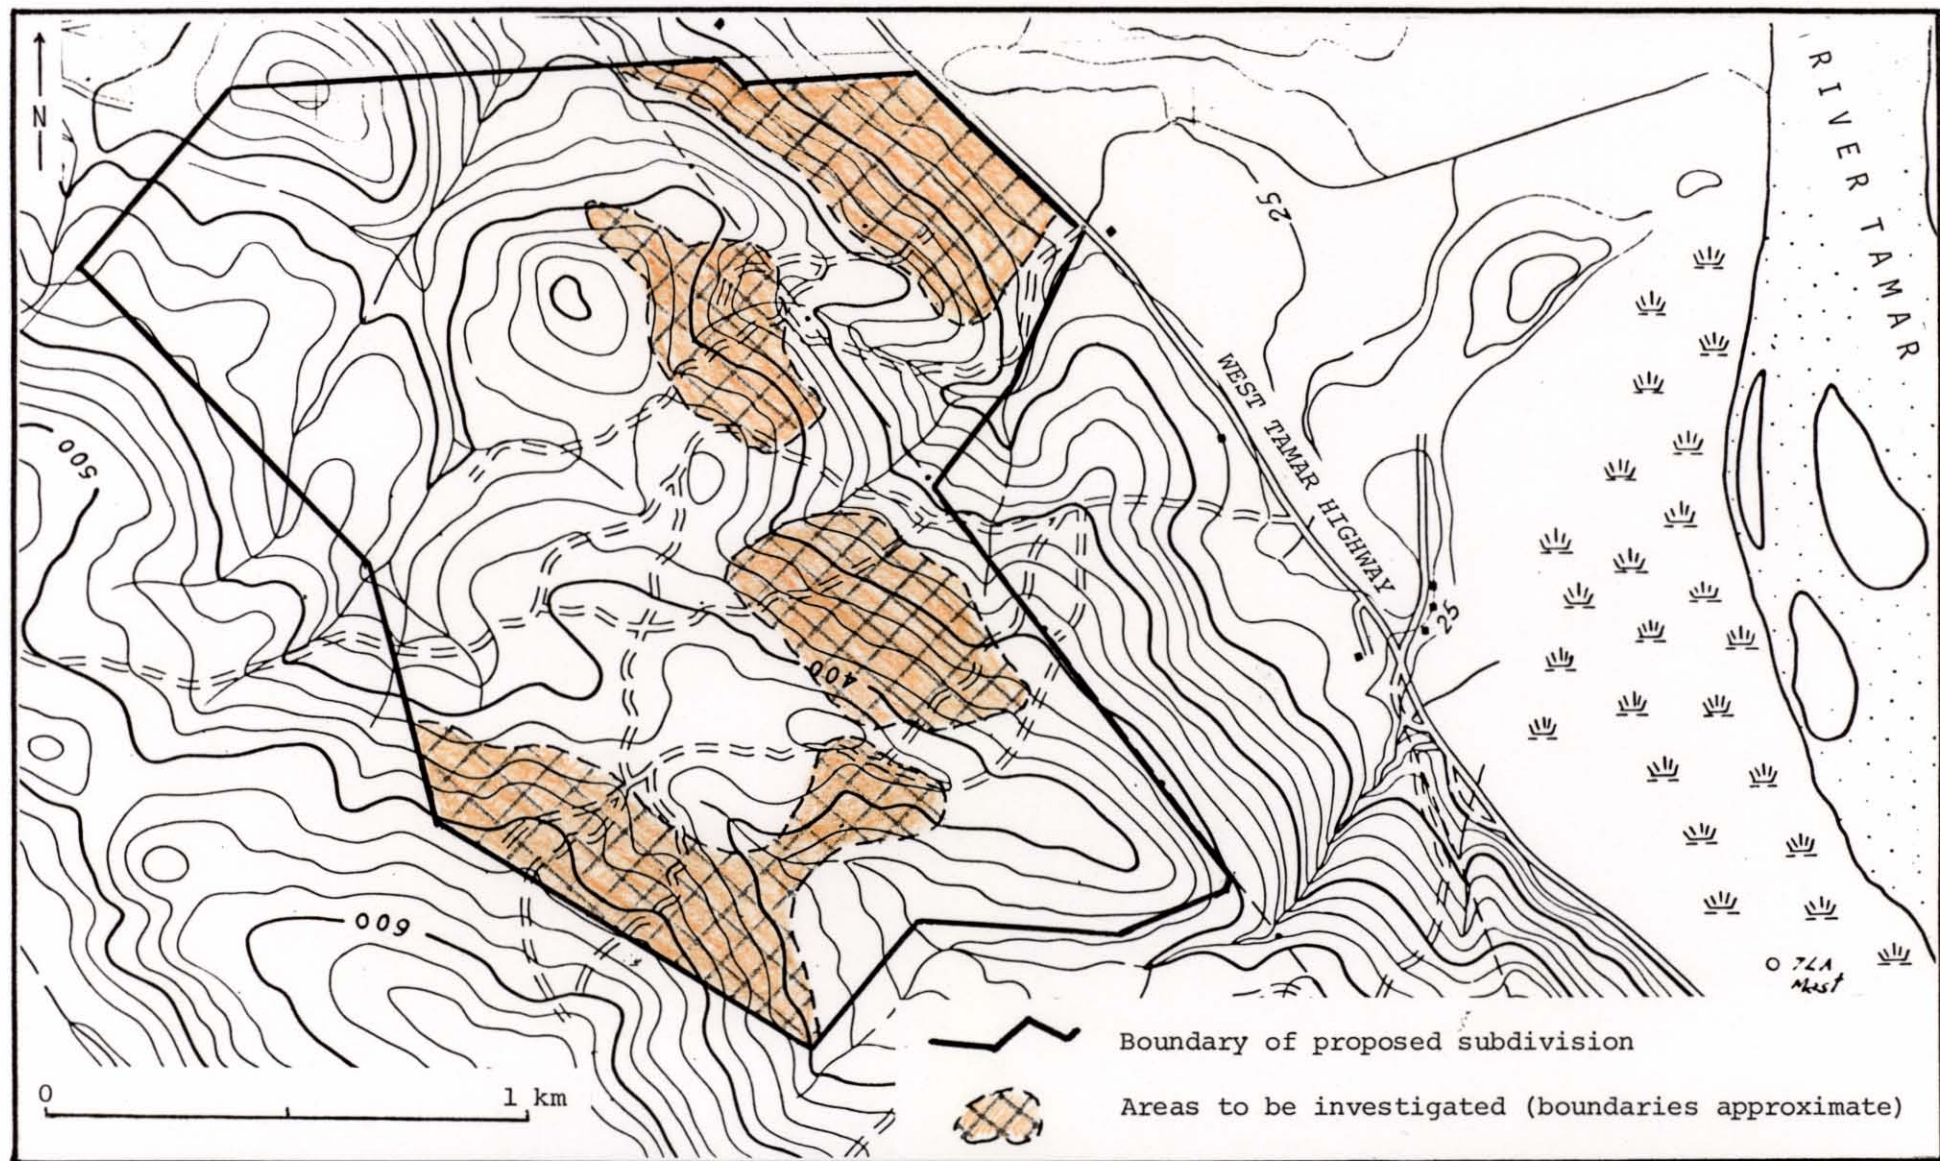 N
RIVER TAMAR
25
WEST TAMAR HIGHWAY
500
25
400
600
7LA
Mast
Boundary of proposed subdivision
0 1 km
Areas to be investigated (boundaries approximate)